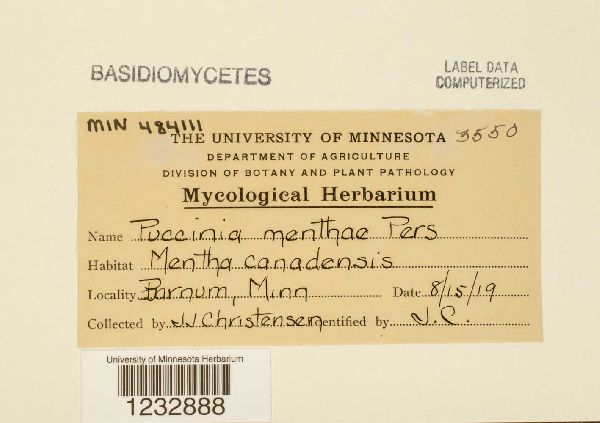 BASIDIOMYCETES
LABEL DATA
COMPUTERIZED
MIN 484111
THE UNIVERSITY OF MINNESOTA 3550
DEPARTMENT OF AGRICULTURE
DIVISION OF BOTANY AND PLANT PATHOLOGY
Mycological Herbarium
Name Puccinia menthae Pers
Habitat Mentha canadensis
Locality Barnum, Minn Date 8/15/19
Collected by JJ Christensen Identified by J.C.
University of Minnesota Herbarium
1232888